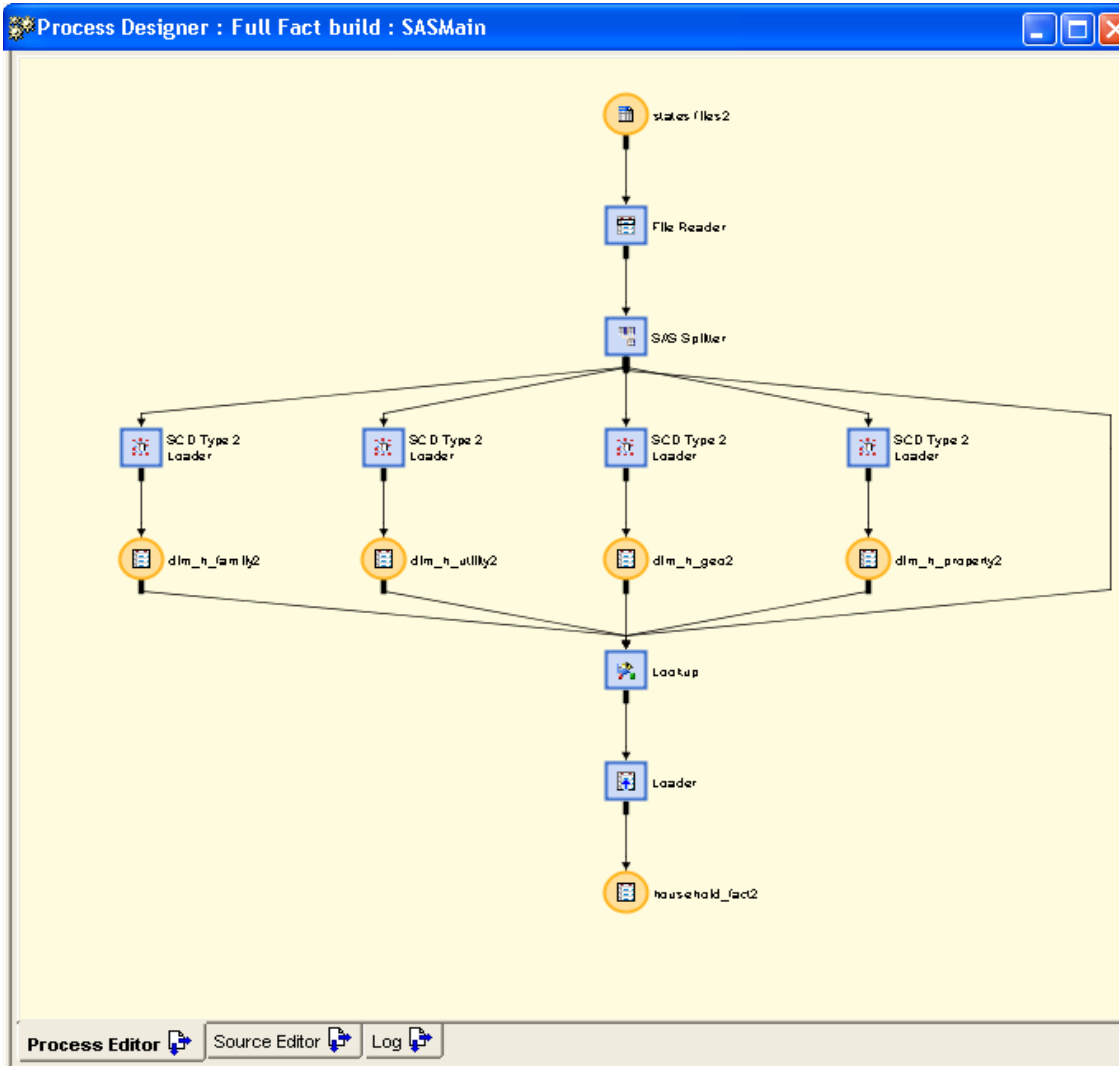 Process Designer : Full Fact build : SASMain
states files2
File Reader
SAS Splitter
SCD Type 2
Loader
SCD Type 2
Loader
SCD Type 2
Loader
SCD Type 2
Loader
dim_h_family2
dim_h_utility2
dim_h_geo2
dim_h_property2
Lookup
Loader
household_fact2
Process Editor
Source Editor
Log